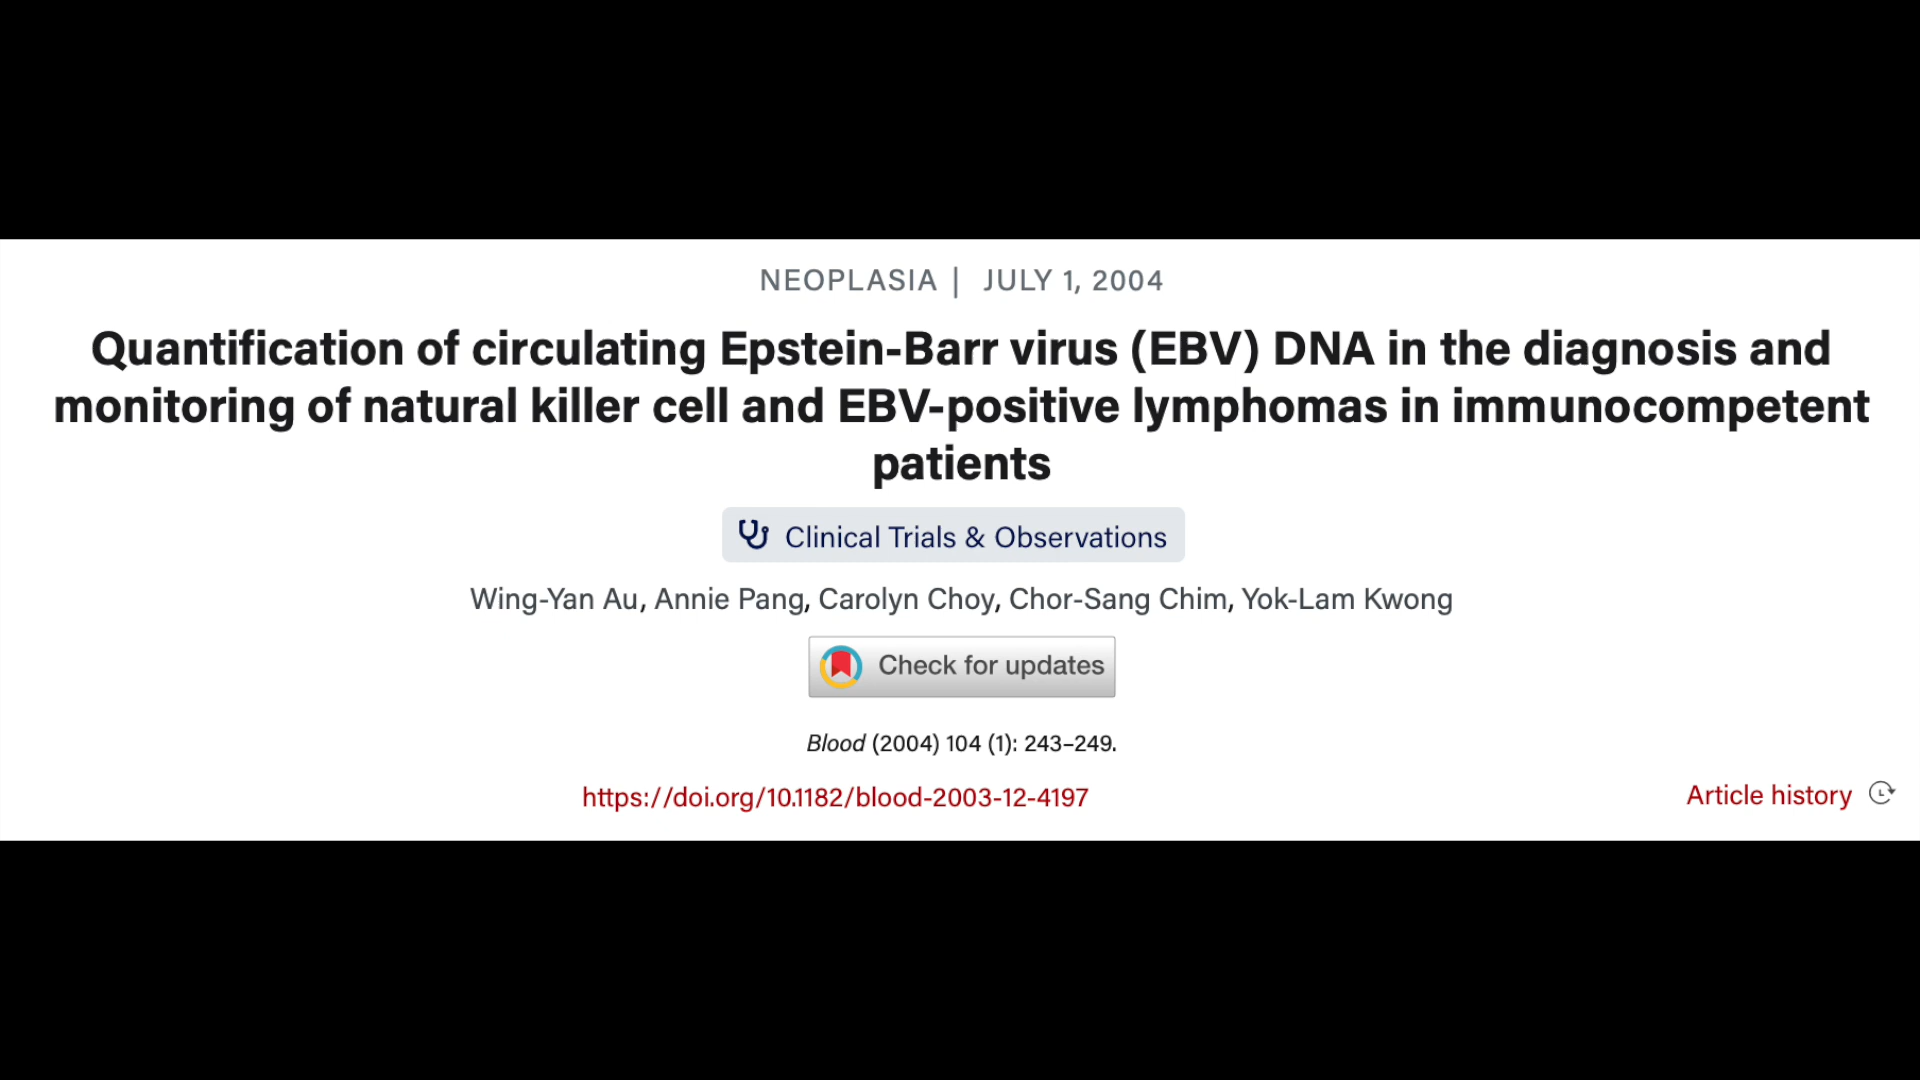 NEOPLASIA | JULY 1, 2004
Quantification of circulating Epstein-Barr virus (EBV) DNA in the diagnosis and
monitoring of natural killer cell and EBV-positive lymphomas in immunocompetent
patients
Clinical Trials & Observations
Wing-Yan Au, Annie Pang, Carolyn Choy, Chor-Sang Chim, Yok-Lam Kwong
Check for updates
Blood (2004) 104 (1): 243–249.
https://doi.org/10.1182/blood-2003-12-4197
Article history